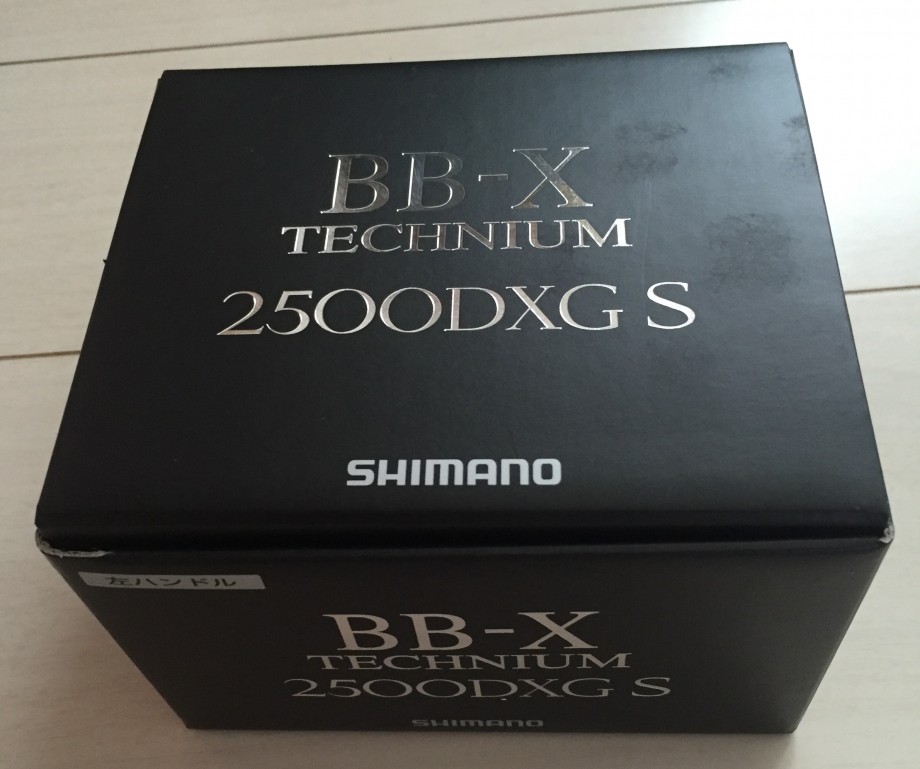 BB-X
TECHNIUM
2500DXG S
SHIMANO
左ハンドル
BB-X
TECHNIUM
2500DXG S
SHIMANO